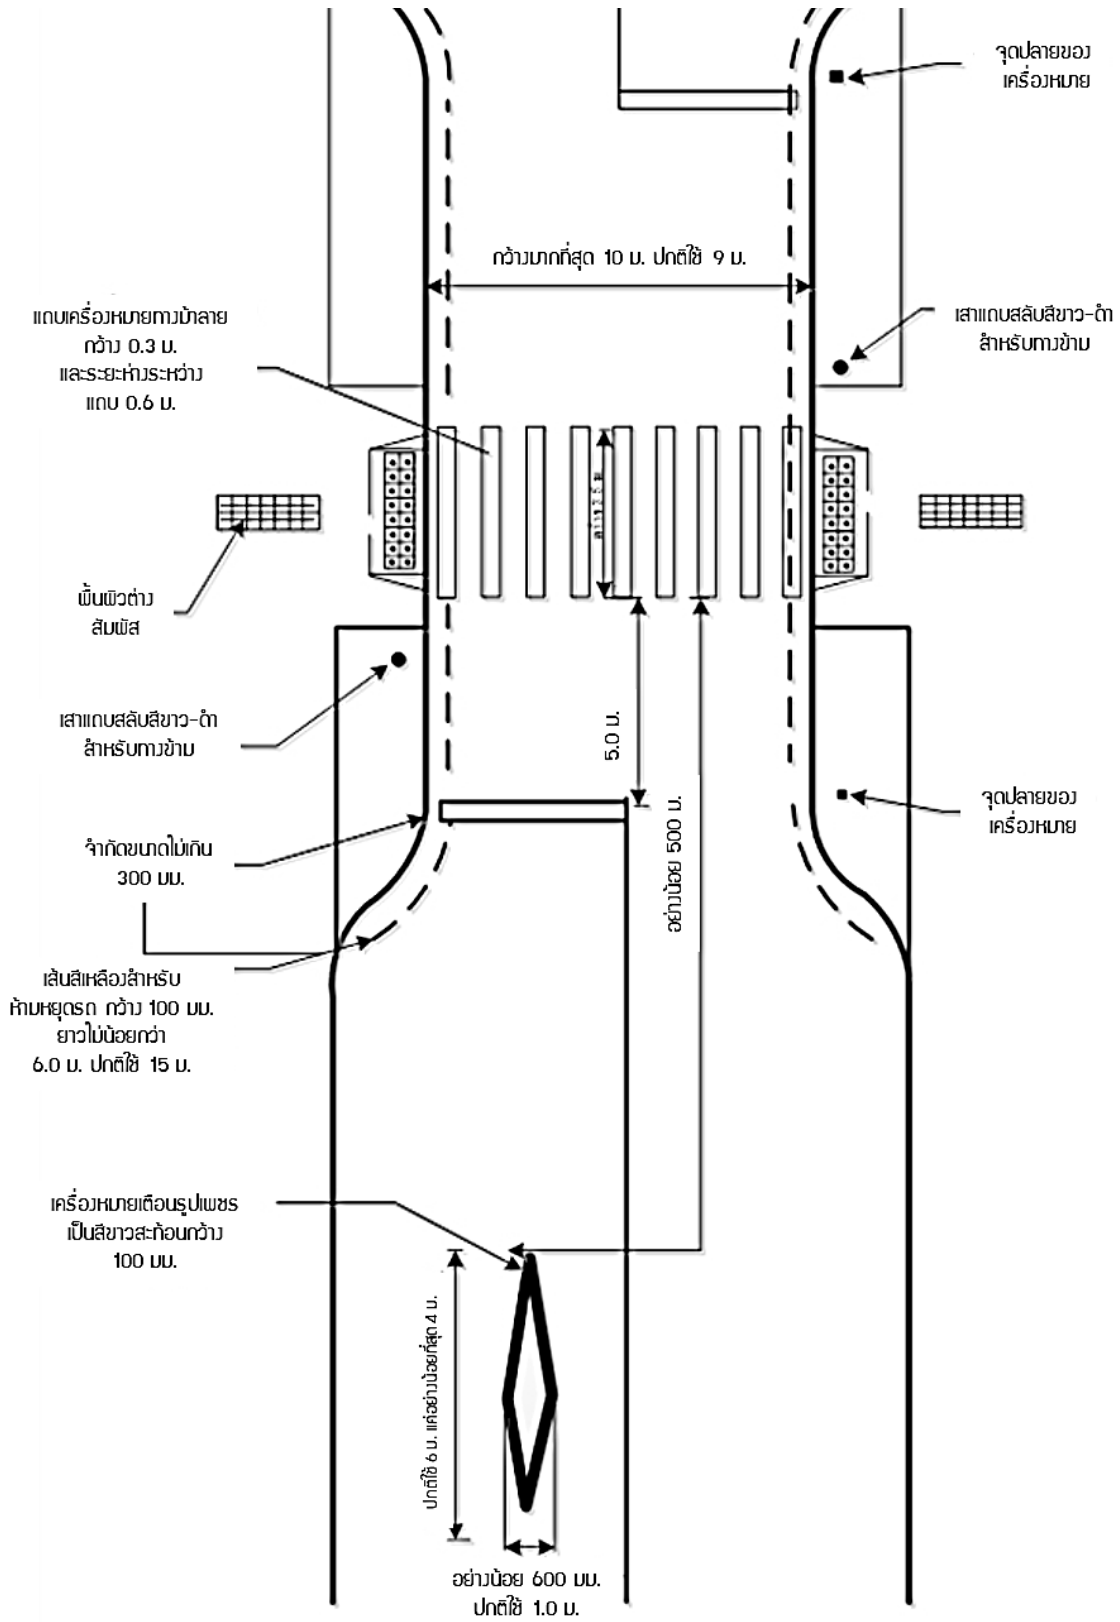 จุดปลายของ
เครื่องหมาย
กว้างมากที่สุด 10 ม. ปกติใช้ 9 ม.
แถบเครื่องหมายทางม้าลาย
กว้าง 0.3 ม.
และระยะห่างระหว่าง
แถบ 0.6 ม.
เสาแถบสลับสีขาว-ดำ
สำหรับทางข้าม
พื้นผิวต่าง
สัมผัส
เสาแถบสลับสีขาว-ดำ
สำหรับทางข้าม
5.0 ม.
อย่างน้อย 500 ม.
จุดปลายของ
เครื่องหมาย
จำกัดขนาดไม่เกิน
300 มม.
เส้นสีเหลืองสำหรับ
ห้ามหยุดรถ กว้าง 100 มม.
ยาวไม่น้อยกว่า
6.0 ม. ปกติใช้ 15 ม.
เครื่องหมายเตือนรูปเพชร
เป็นสีขาวสะท้อนกว้าง
100 มม.
ปกติใช้ 6 ม. แค่อย่างน้อยที่สุด 4 ม.
อย่างน้อย 600 มม.
ปกติใช้ 1.0 ม.